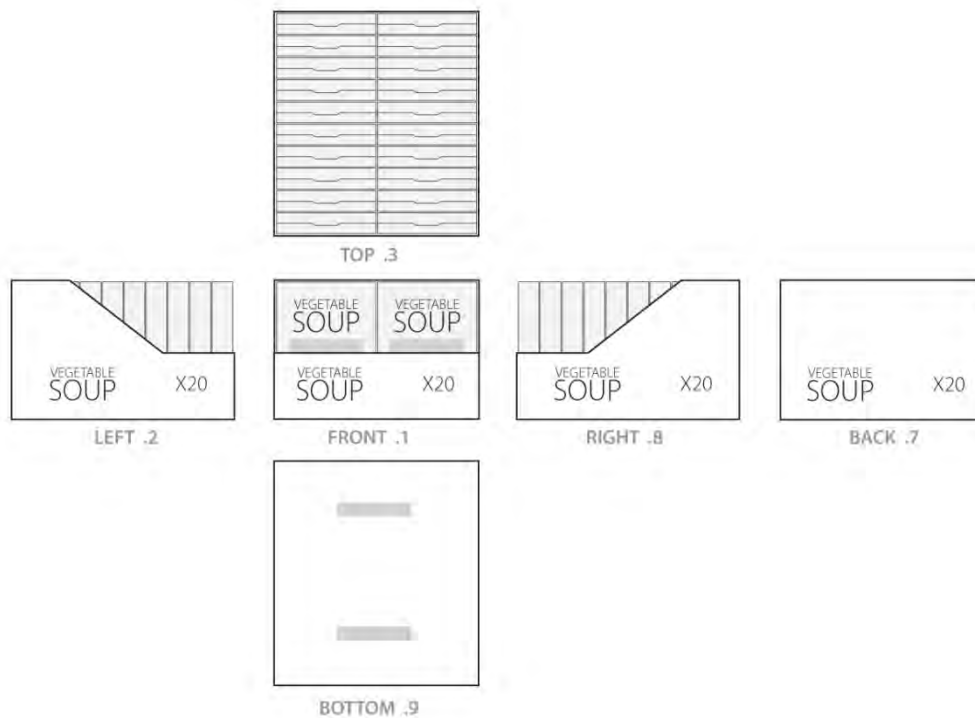 TOP .3
VEGETABLE
SOUP
VEGETABLE
SOUP
VEGETABLE
SOUP
X20
VEGETABLE
SOUP
X20
VEGETABLE
SOUP
X20
VEGETABLE
SOUP
X20
LEFT .2
FRONT .1
RIGHT .8
BACK .7
BOTTOM .9